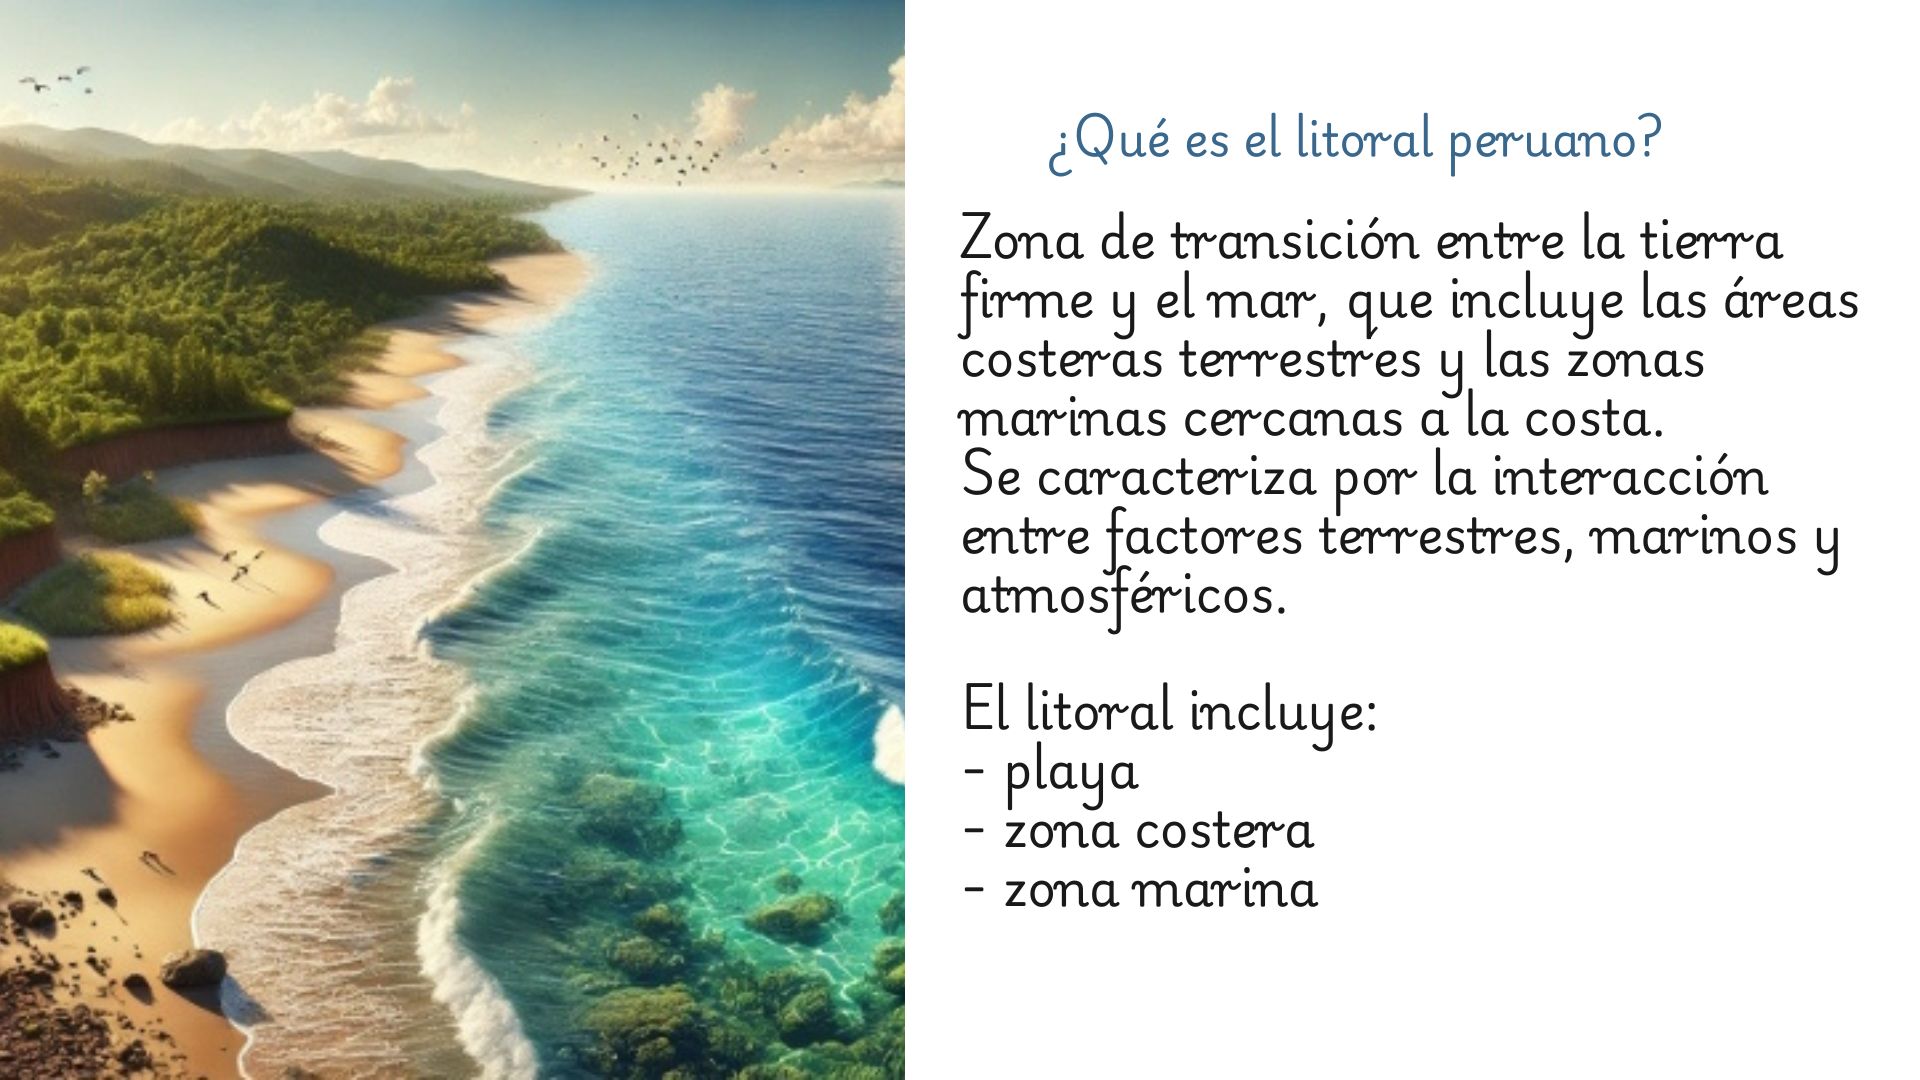 ¿Qué es el litoral peruano?
Zona de transición entre la tierra
firme y el mar, que incluye las áreas
costeras terrestres y las zonas
marinas cercanas a la costa.
Se caracteriza por la interacción
entre factores terrestres, marinos y
atmosféricos.
El litoral incluye:
- playa
- zona costera
- zona marina